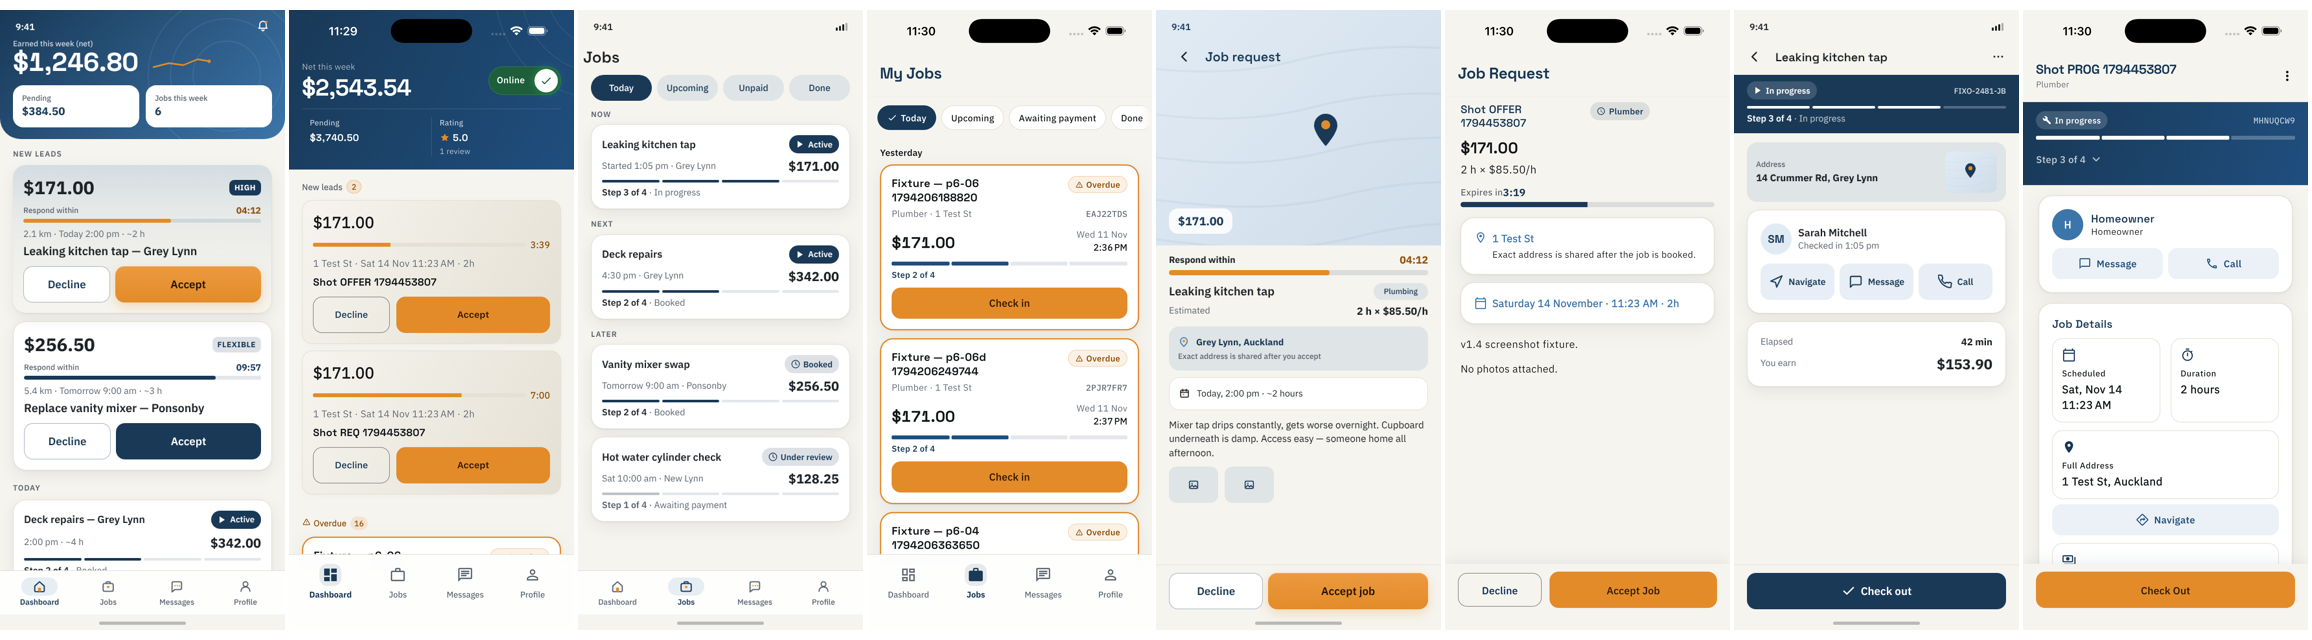 9:41
Earned this week (net)
$1,246.80
Pending
$384.50
Jobs this week
6
NEW LEADS
$171.00
HIGH
Respond within
04:12
2.1 km · Today 2:00 pm · ~2 h
Leaking kitchen tap — Grey Lynn
Decline
Accept
$256.50
FLEXIBLE
Respond within
09:57
5.4 km · Tomorrow 9:00 am · ~3 h
Replace vanity mixer — Ponsonby
Decline
Accept
TODAY
Deck repairs — Grey Lynn
Active
2:00 pm · ~4 h
$342.00
Step 2 of 4 · Booked
Dashboard
Jobs
Messages
Profile
11:29
Net this week
$2,543.54
Online
Pending
$3,740.50
Rating
5.0
1 review
New leads
2
$171.00
3:39
1 Test St · Sat 14 Nov 11:23 AM · 2h
Shot OFFER 1794453807
Decline
Accept
$171.00
7:00
1 Test St · Sat 14 Nov 11:23 AM · 2h
Shot REQ 1794453807
Decline
Accept
Overdue
16
Dashboard
Jobs
Messages
Profile
9:41
Jobs
Today
Upcoming
Unpaid
Done
NOW
Leaking kitchen tap
Active
Started 1:05 pm · Grey Lynn
$171.00
Step 3 of 4 · In progress
NEXT
Deck repairs
Active
4:30 pm · Grey Lynn
$342.00
Step 2 of 4 · Booked
LATER
Vanity mixer swap
Booked
Tomorrow 9:00 am · Ponsonby
$256.50
Step 2 of 4 · Booked
Hot water cylinder check
Under review
Sat 10:00 am · New Lynn
$128.25
Step 1 of 4 · Awaiting payment
Dashboard
Jobs
Messages
Profile
11:30
My Jobs
Today
Upcoming
Awaiting payment
Done
Yesterday
Fixture — p6-06
1794206188820
Overdue
Plumber · 1 Test St
EAJ22TDS
$171.00
Wed 11 Nov
2:36 PM
Step 2 of 4
Check in
Fixture — p6-06d
1794206249744
Overdue
Plumber · 1 Test St
2PJR7FR7
$171.00
Wed 11 Nov
2:37 PM
Step 2 of 4
Check in
Fixture — p6-04
1794206363650
Overdue
Dashboard
Jobs
Messages
Profile
9:41
Job request
$171.00
Respond within
04:12
Leaking kitchen tap
Plumbing
Estimated
2 h × $85.50/h
Grey Lynn, Auckland
Exact address is shared after you accept
Today, 2:00 pm · ~2 hours
Mixer tap drips constantly, gets worse overnight. Cupboard
underneath is damp. Access easy — someone home all
afternoon.
Decline
Accept job
11:30
Job Request
Shot OFFER
1794453807
Plumber
$171.00
2 h × $85.50/h
Expires in3:19
1 Test St
Exact address is shared after the job is booked.
Saturday 14 November · 11:23 AM · 2h
v1.4 screenshot fixture.
No photos attached.
Decline
Accept Job
9:41
Leaking kitchen tap
In progress
FIXO-2481-JB
Step 3 of 4 · In progress
Address
14 Crummer Rd, Grey Lynn
SM
Sarah Mitchell
Checked in 1:05 pm
Navigate
Message
Call
Elapsed
42 min
You earn
$153.90
Check out
11:30
Shot PROG 1794453807
Plumber
In progress
MHNUQCW9
Step 3 of 4
H
Homeowner
Homeowner
Message
Call
Job Details
Scheduled
Sat, Nov 14
11:23 AM
Duration
2 hours
Full Address
1 Test St, Auckland
Navigate
Check Out